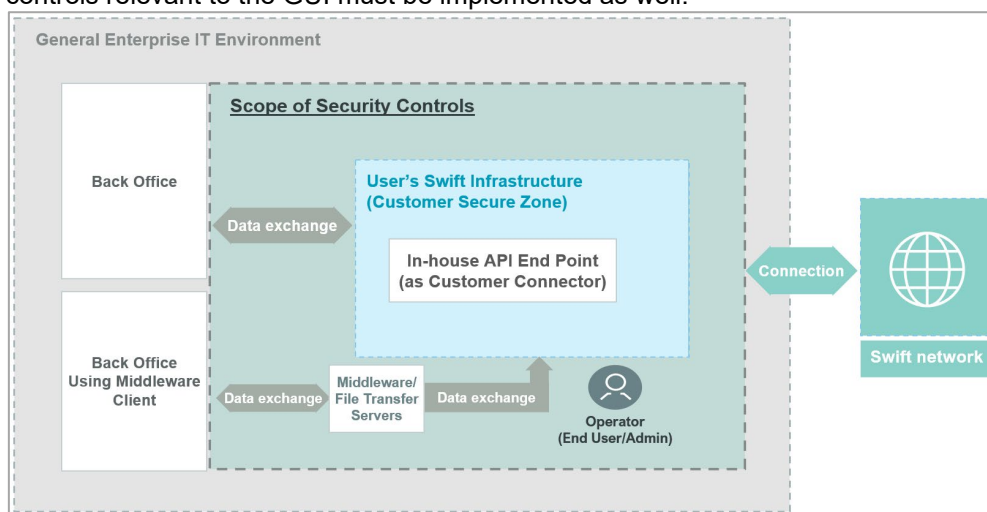 controls relevant to the GUI must be implemented as well.
General Enterprise IT Environment
Scope of Security Controls
Back Office
User's Swift Infrastructure
(Customer Secure Zone)
Data exchange
In-house API End Point
(as Customer Connector)
Connection
Swift network
Back Office
Using Middleware
Client
Data exchange
Middleware/
File Transfer
Servers
Data exchange
Operator
(End User/Admin)